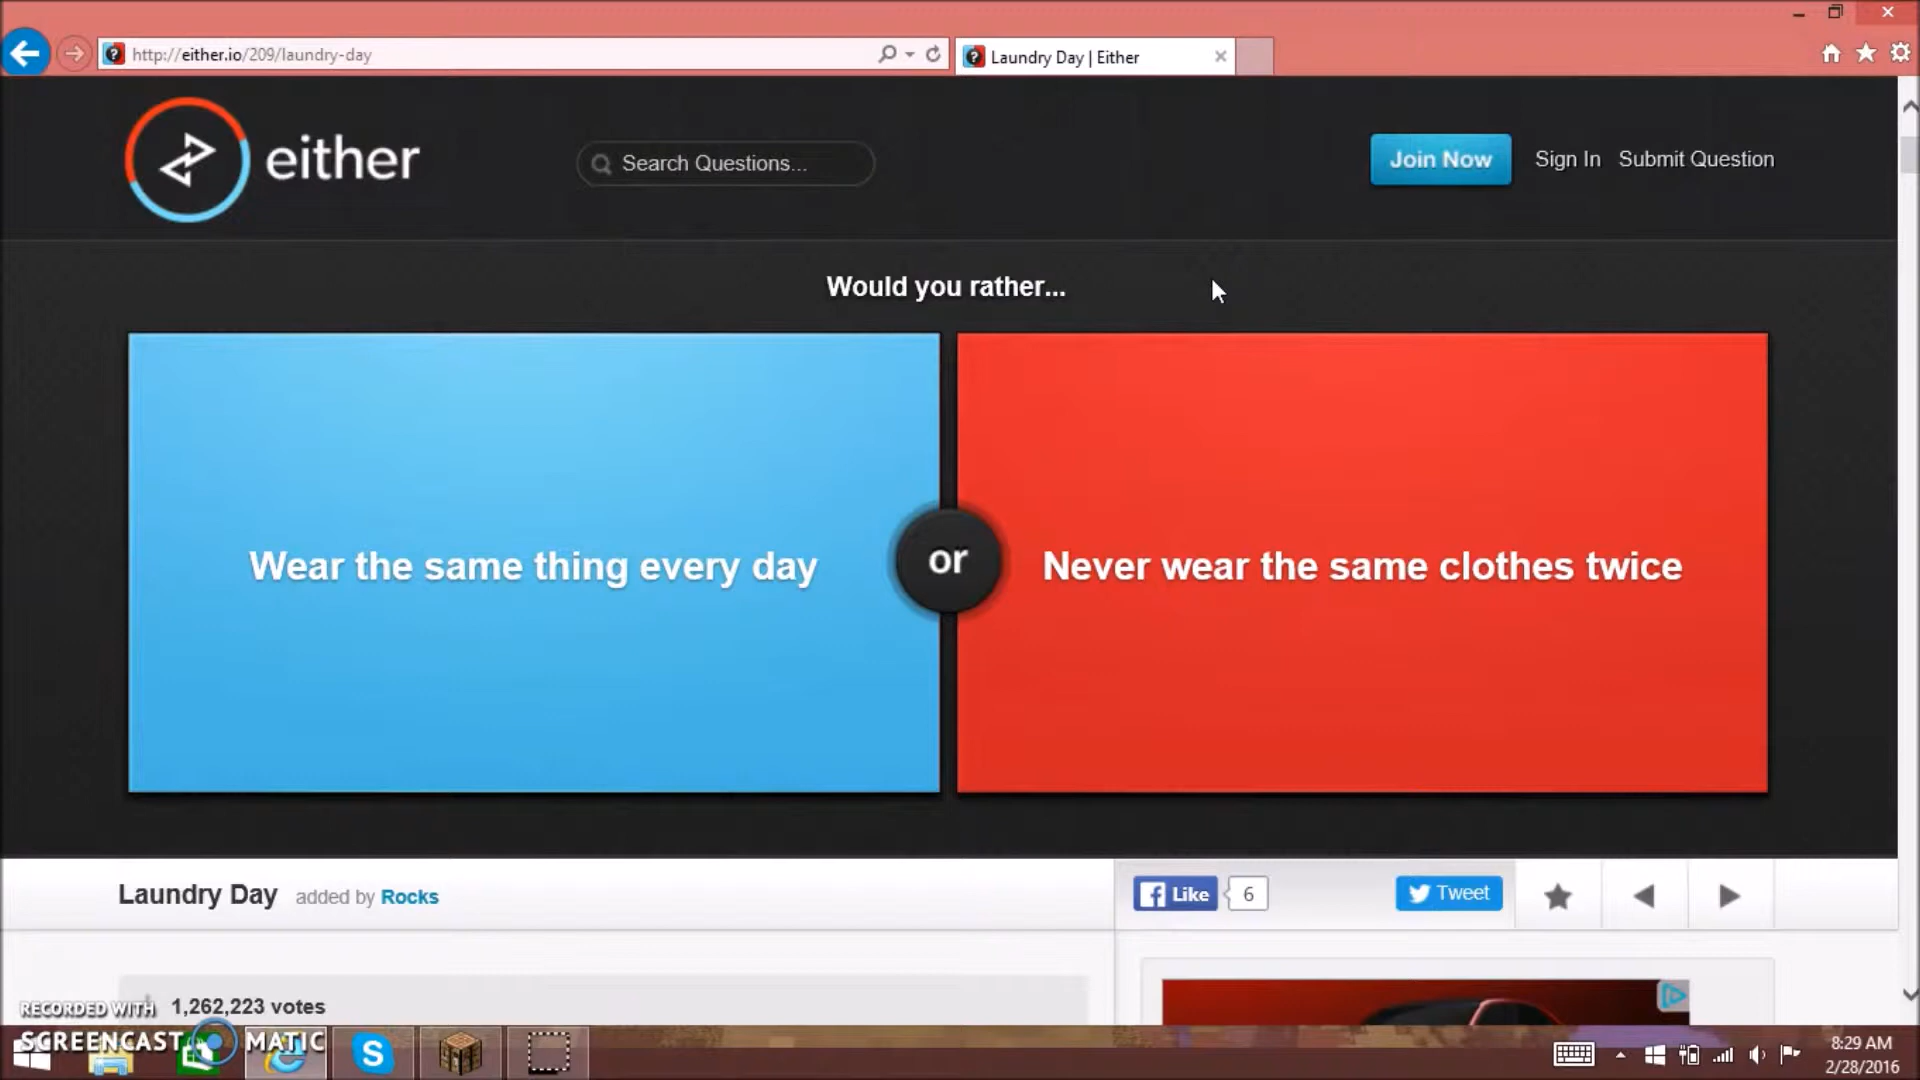 http://either.io/209/laundry-day
Laundry Day | Either
either
Search Questions...
Join Now
Sign In
Submit Question
Would you rather...
Wear the same thing every day
or
Never wear the same clothes twice
Laundry Day added by Rocks
Like
6
Tweet
1,262,223 votes
RECORDED WITH
SCREENCAST MATIC
8:29 AM
2/28/2016